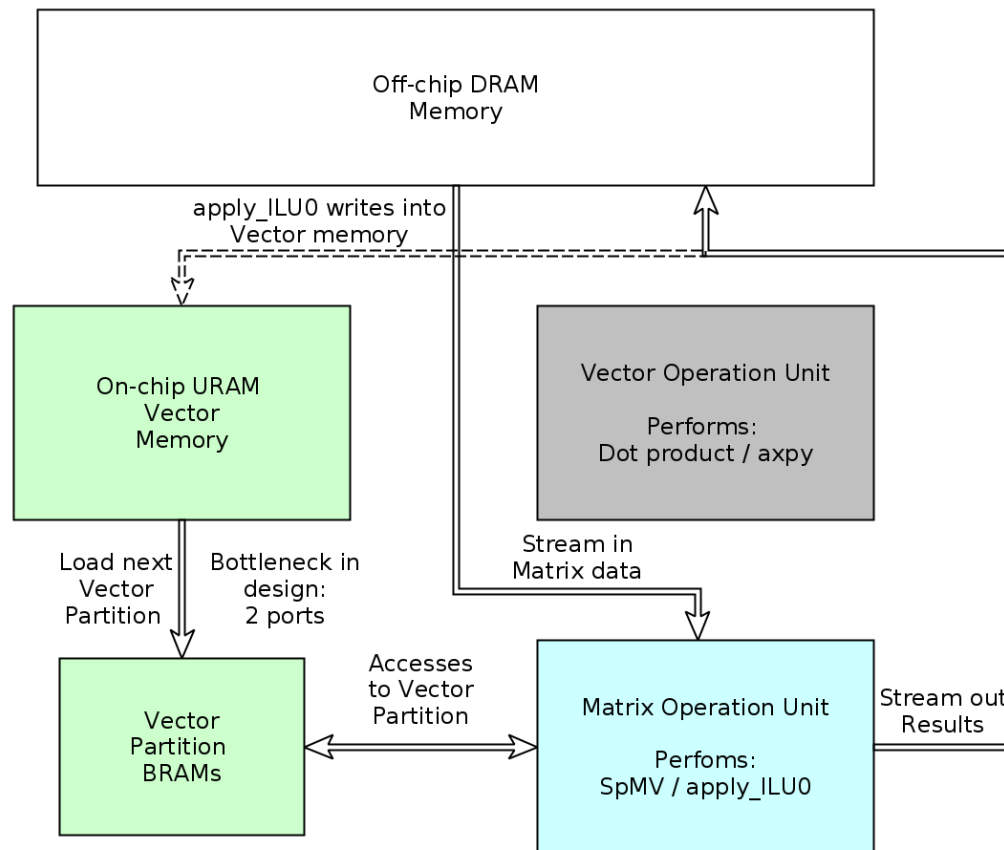 Off-chip DRAM
Memory
apply_ILU0 writes into
Vector memory
On-chip URAM
Vector
Memory
Vector Operation Unit
Performs:
Dot product / axpy
Load next
Vector
Partition
Bottleneck in
design:
2 ports
Stream in
Matrix data
Accesses
to Vector
Partition
Vector
Partition
BRAMs
Matrix Operation Unit
Perfoms:
SpMV / apply_ILU0
Stream out
Results